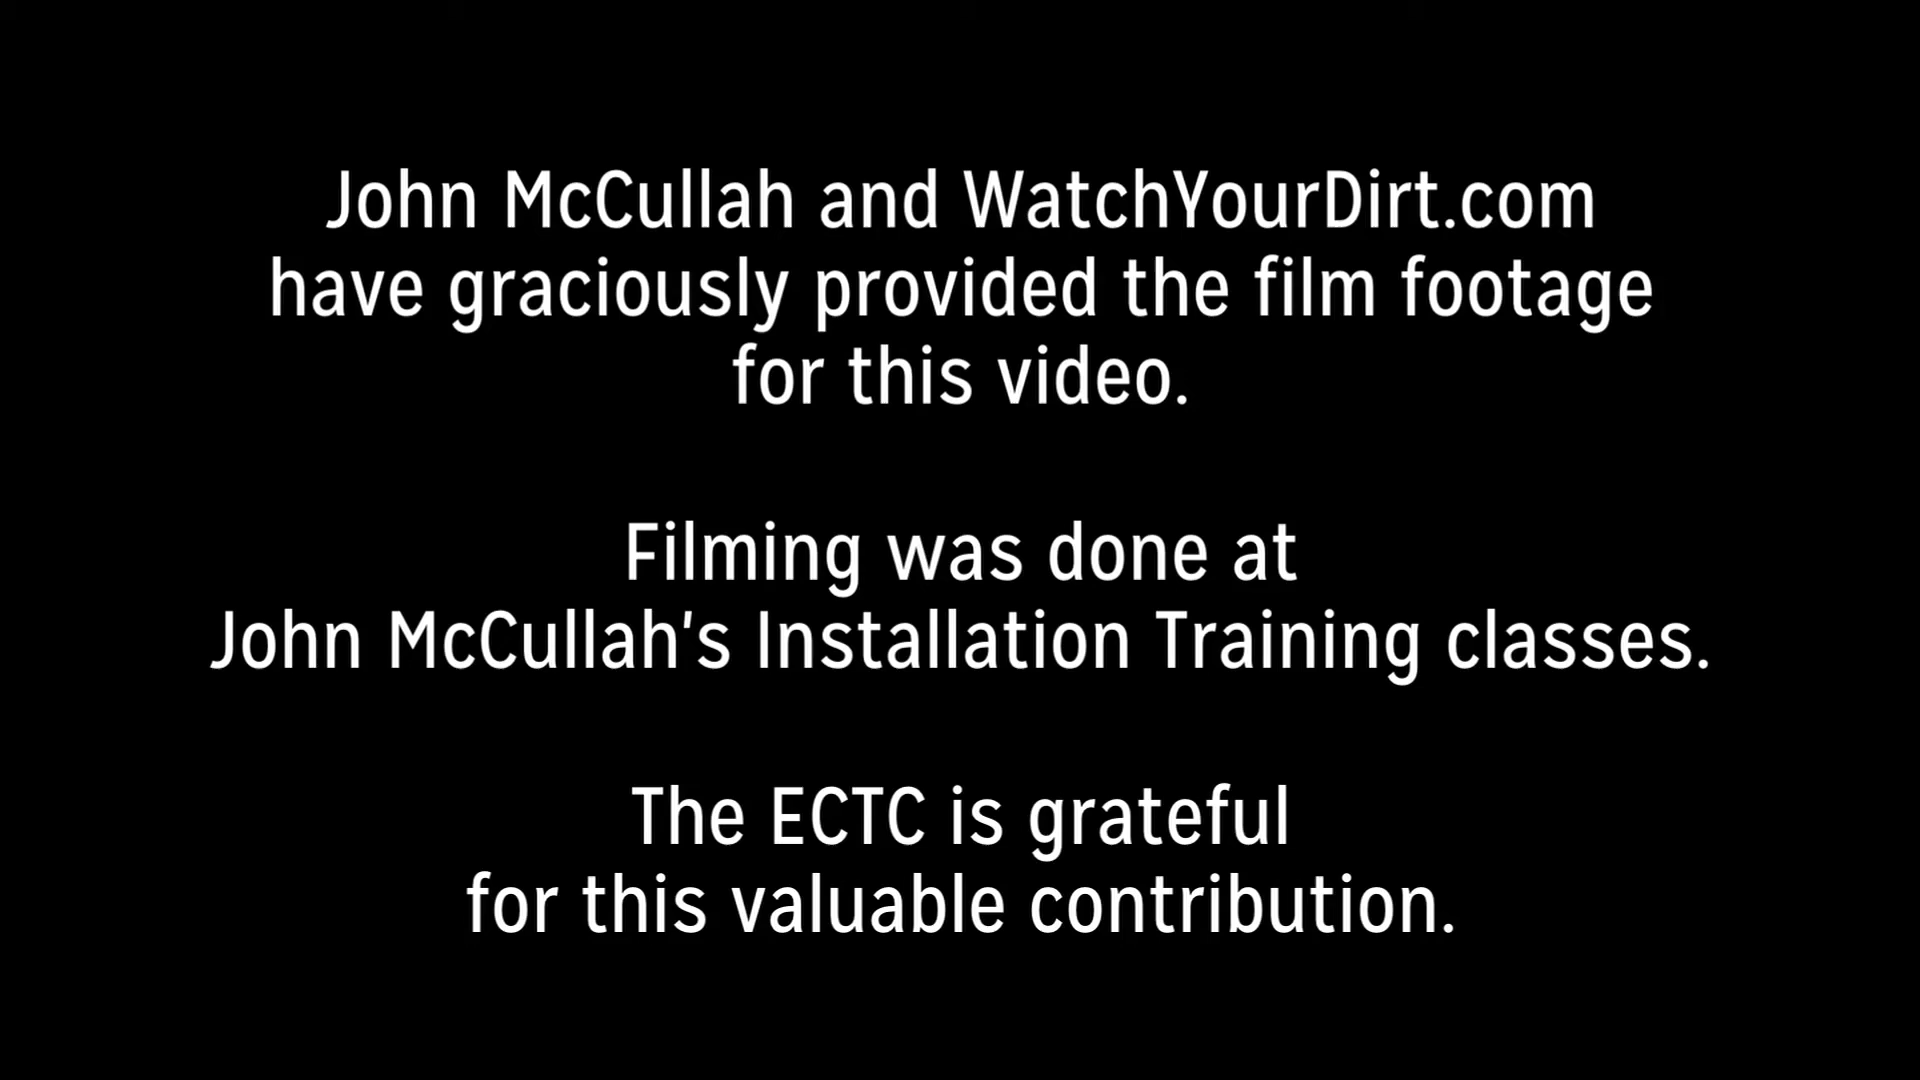 John McCullah and WatchYourDirt.com
have graciously provided the film footage
for this video.
Filming was done at
John McCullah's Installation Training classes.
The ECTC is grateful
for this valuable contribution.